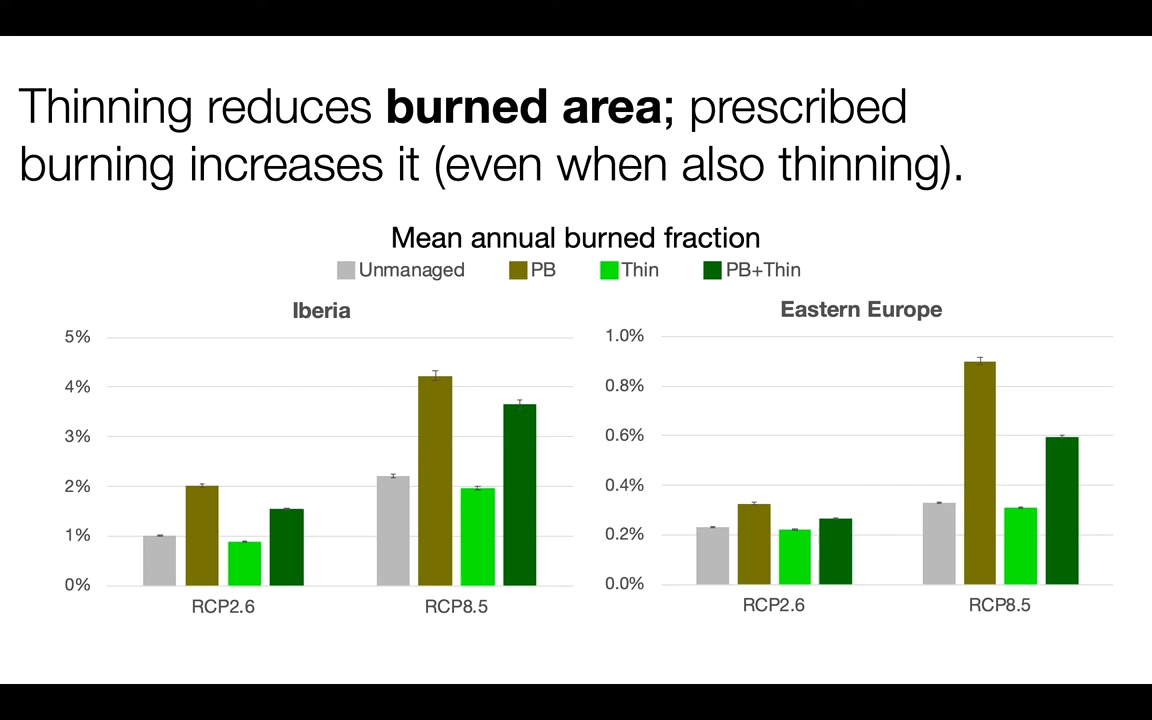 Thinning reduces burned area; prescribed
burning increases it (even when also thinning).
Mean annual burned fraction
Unmanaged PB Thin PB+Thin
Iberia
5%
4%
3%
2%
1%
0%
RCP2.6 RCP8.5
Eastern Europe
1.0%
0.8%
0.6%
0.4%
0.2%
0.0%
RCP2.6 RCP8.5